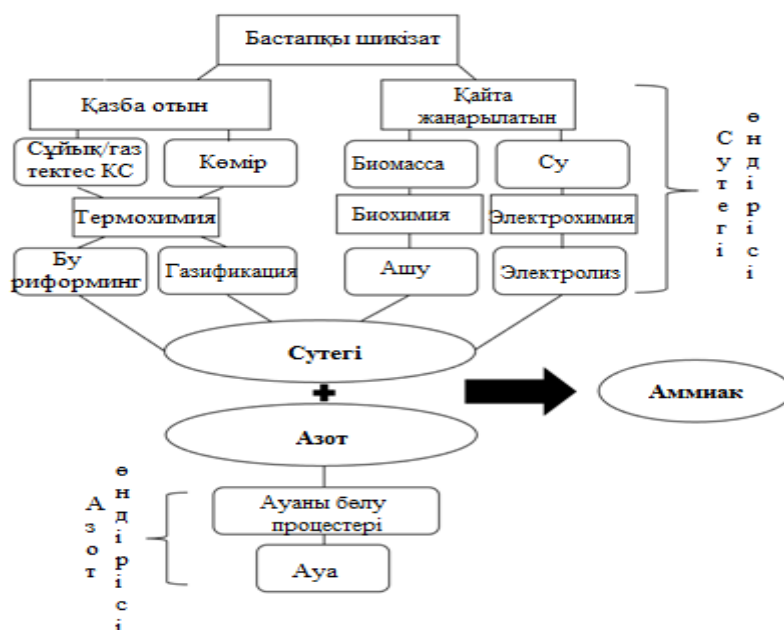 Бастапқы шикізат
Қазба отын
Қайта
жаңарылатын
Сұйық/газ
тектес КС
Көмір
Биомасса
Су
Термохимия
Биохимия
Электрохимия
Бу
риформинг
Газификация
Ашу
Электролиз
Сутегі
өндірісі
Сутегі
+
Аммиак
Азот
Азот
өндірісі
Ауаны бөлу
процестері
Ауа